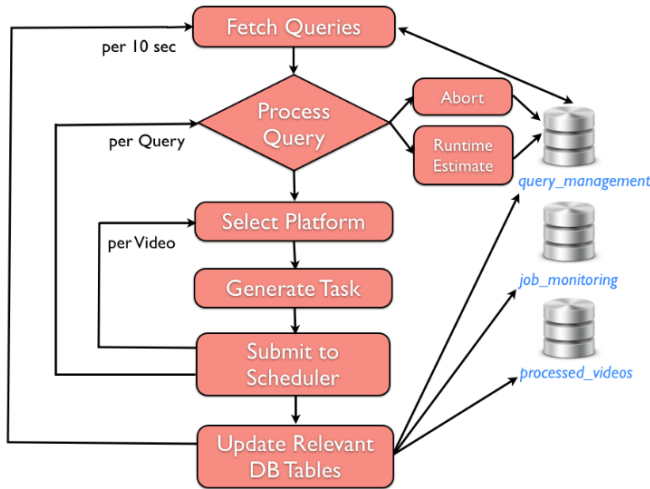 Fetch Queries
per 10 sec
Process
Query
Abort
per Query
Runtime
Estimate
query_management
Select Platform
per Video
job_monitoring
Generate Task
Submit to
Scheduler
processed_videos
Update Relevant
DB Tables